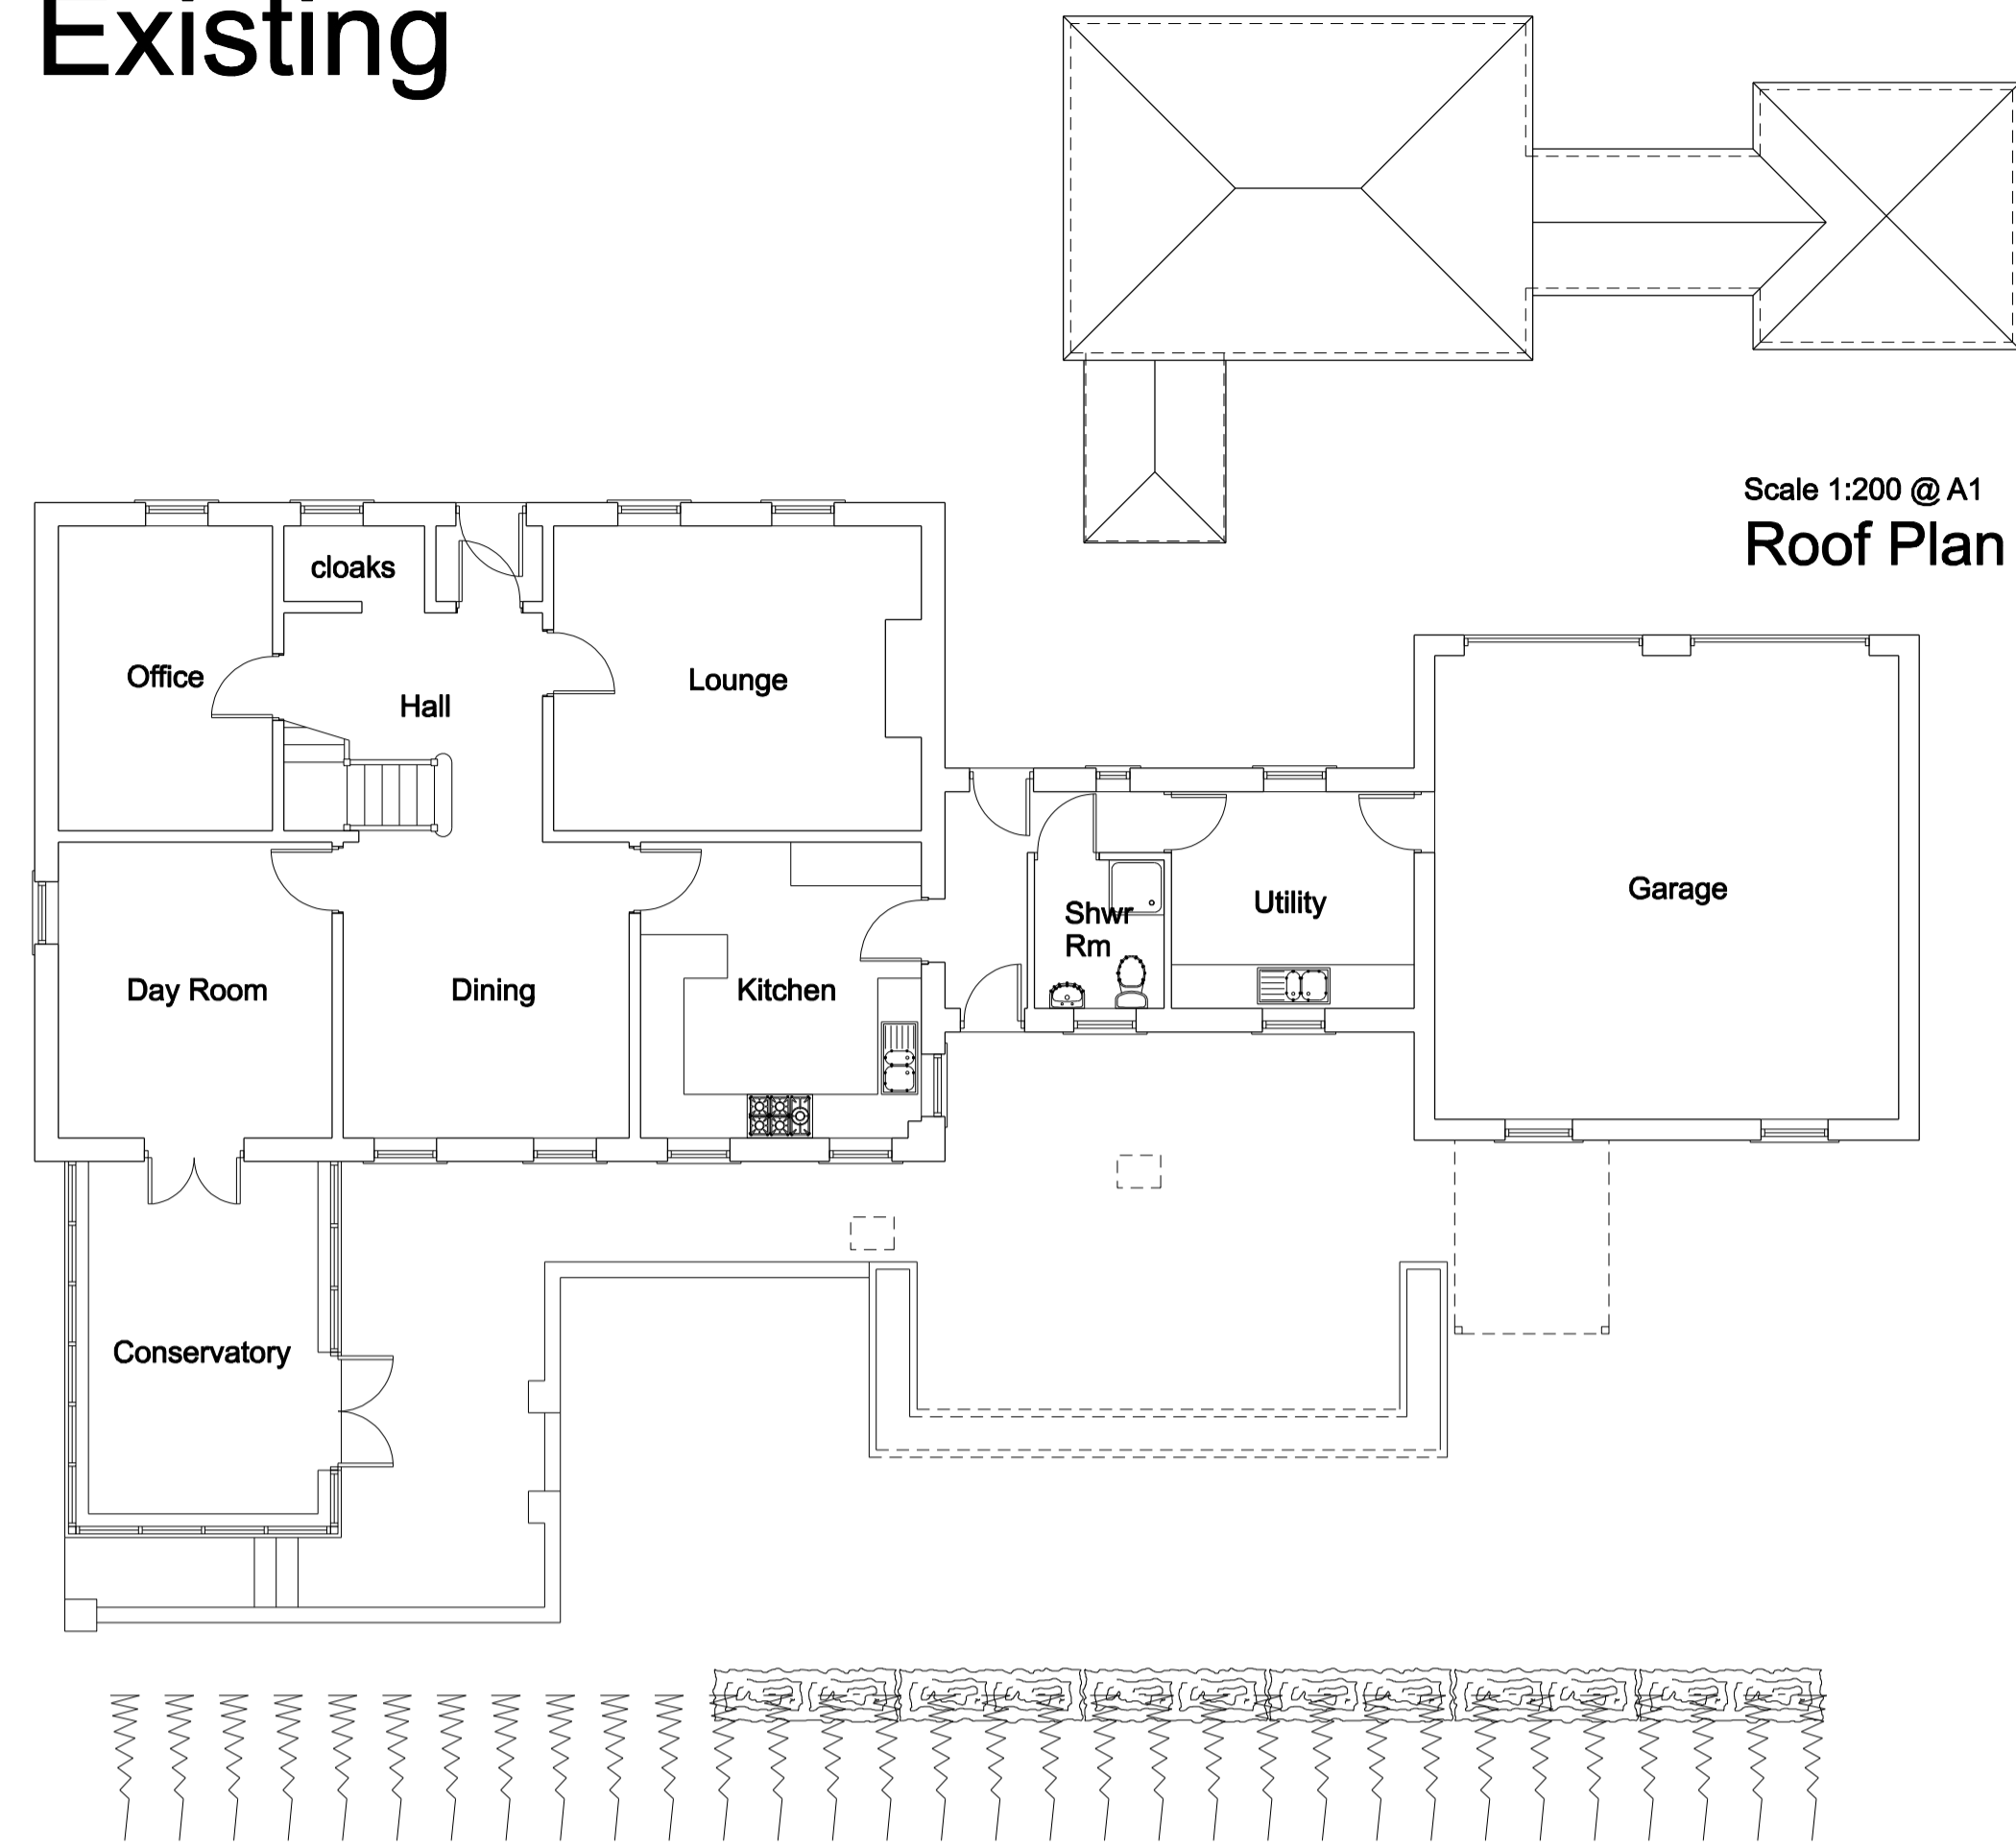 Existing
Scale 1:200 @ A1
Roof Plan
cloaks
Office
Hall
Lounge
Garage
Utility
Shwr
Rm
Day Room
Dining
Kitchen
Conservatory